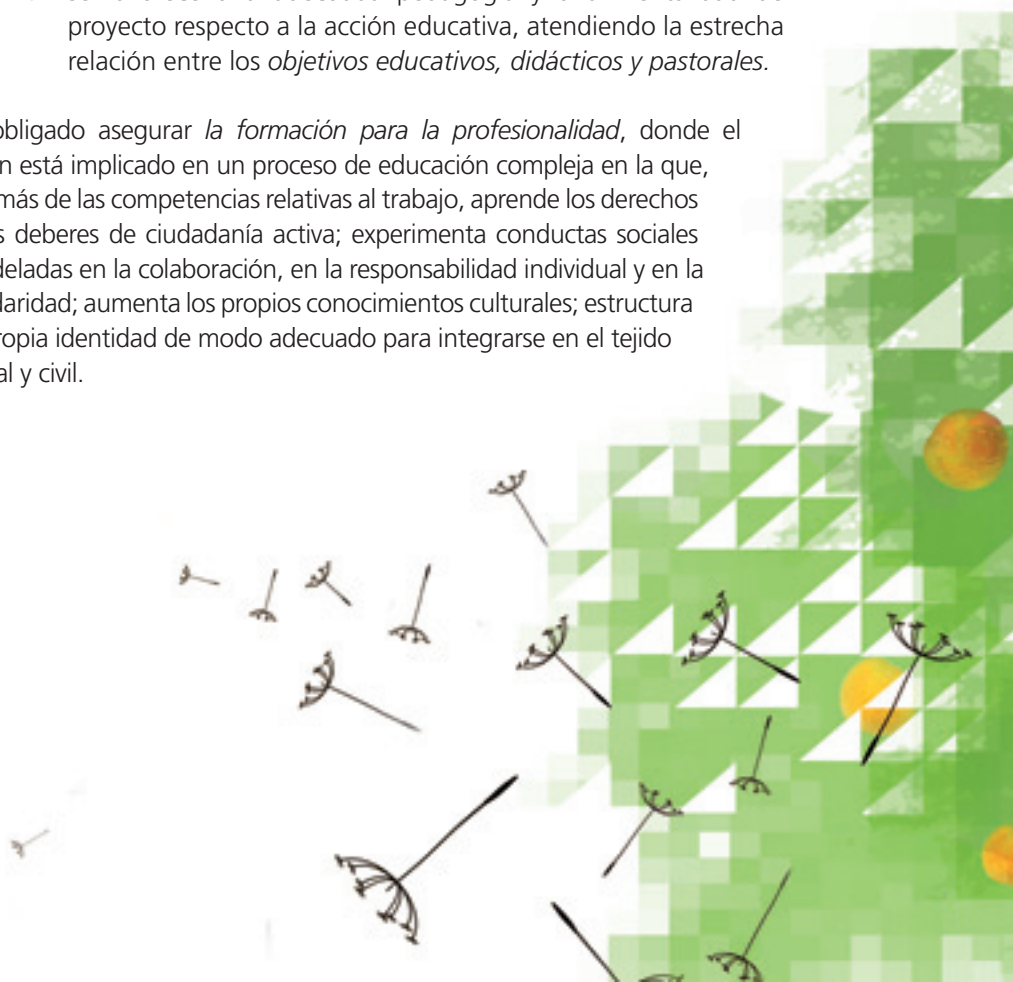 proyecto respecto a la acción educativa, atendiendo la estrecha
relación entre los objetivos educativos, didácticos y pastorales.
obligado asegurar la formación para la profesionalidad, donde el
n está implicado en un proceso de educación compleja en la que,
más de las competencias relativas al trabajo, aprende los derechos
s deberes de ciudadanía activa; experimenta conductas sociales
deladas en la colaboración, en la responsabilidad individual y en la
daridad; aumenta los propios conocimientos culturales; estructura
ropia identidad de modo adecuado para integrarse en el tejido
al y civil.